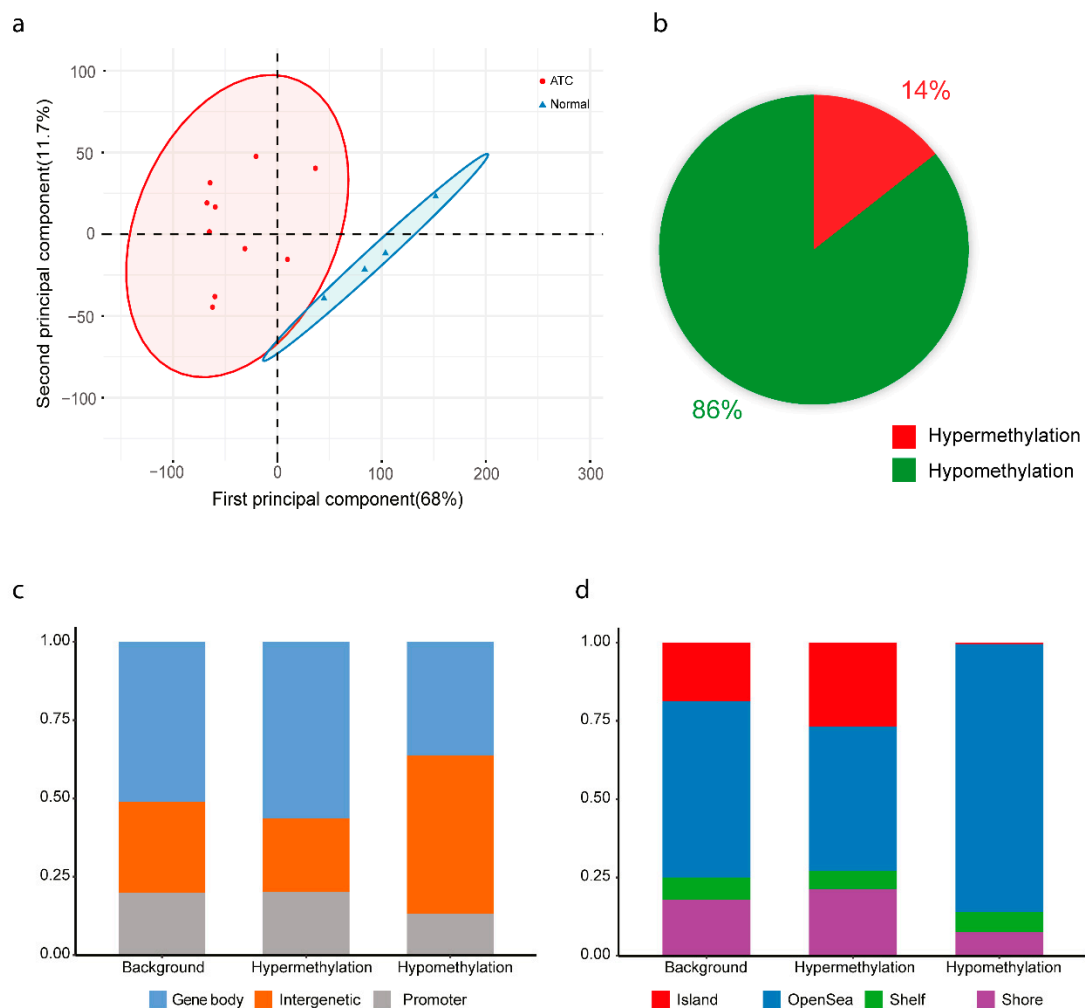 a
100
50
0
−50
−100
Second principal component(11.7%)
ATC
Normal
−100
0
100
200
300
First principal component(68%)
b
14%
86%
Hypermethylation
Hypomethylation
c
1.00
0.75
0.50
0.25
0.00
Background
Hypermethylation
Hypomethylation
Gene body
Intergenetic
Promoter
d
1.00
0.75
0.50
0.25
0.00
Background
Hypermethylation
Hypomethylation
Island
OpenSea
Shelf
Shore